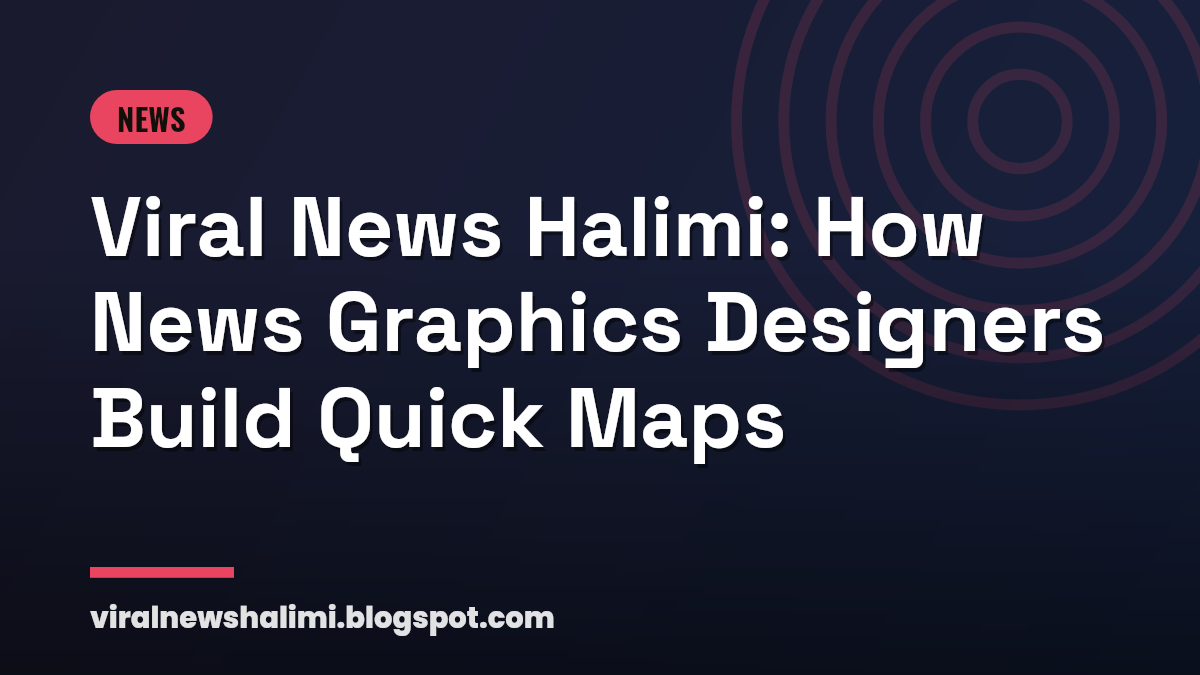 NEWS
Viral News Halimi: How
News Graphics Designers
Build Quick Maps
viralnewshalimi.blogspot.com